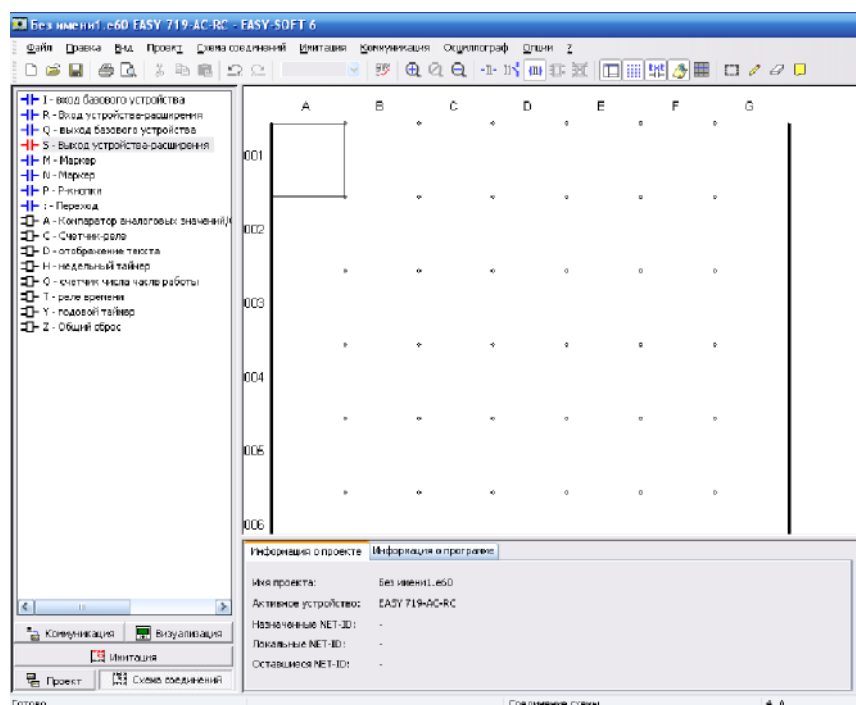 Без имени1.e60 EASY 719-AC-RC - EASY-SOFT 6
Файл Правка Вид Проект Схема соединений Имитация Коммуникация Осциллограф Опции ?
I - вход базового устройства
R - Вход устройства-расширения
Q - выход базового устройства
S - Выход устройства-расширения
M - Маркер
N - Маркер
P - P-кнопки
: - Переход
A - Компаратор аналоговых значений/
C - Счетчик-реле
D - отображение текста
H - недельный таймер
O - счетчик числа часов работы
T - реле времени
Y - годовой таймер
Z - Общий сброс
A B C D E F G
001
002
003
004
005
006
Информация о проекте Информация о программе
Имя проекта: Без имени1.e60
Активное устройство: EASY 719-AC-RC
Назначенные NET-ID: -
Локальные NET-ID: -
Оставшиеся NET-ID: -
Коммуникация Визуализация
Имитация
Проект Схема соединений
Готово